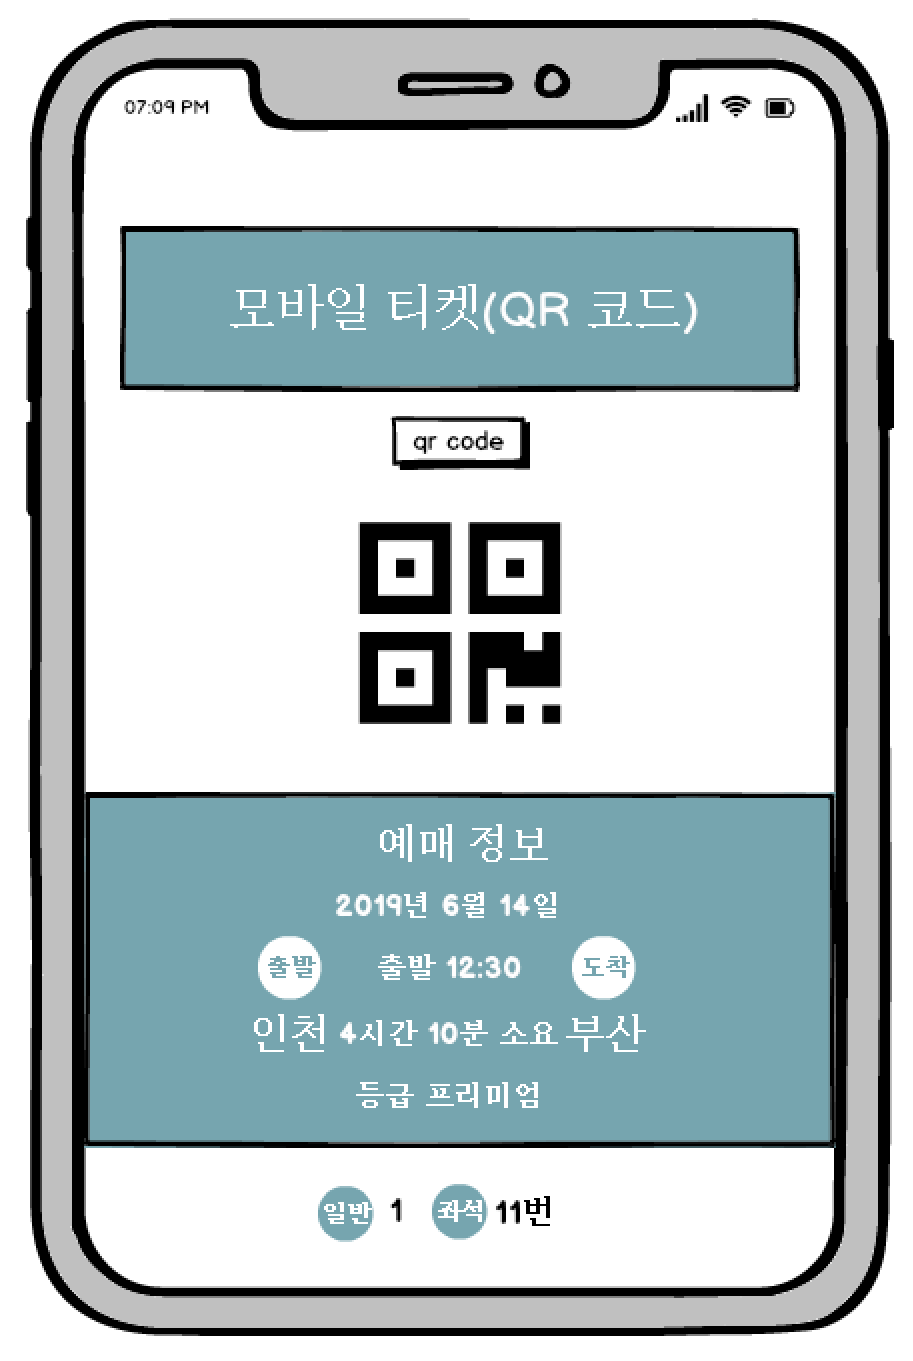 07:09 PM
모바일 티켓(QR 코드)
qr code
예매 정보
2019년 6월 14일
출발 출발 12:30 도착
인천 4시간 10분 소요 부산
등급 프리미엄
일반 1 좌석 11번